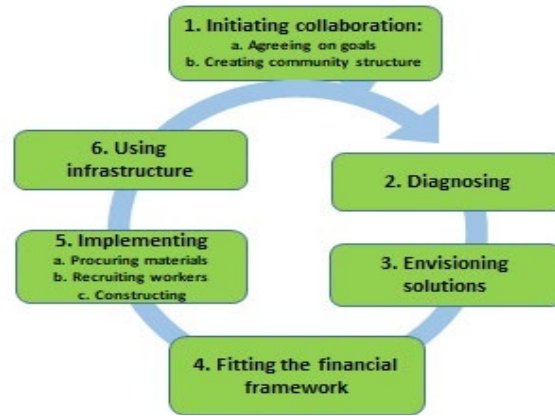 1. Initiating collaboration:
a. Agreeing on goals
b. Creating community structure
2. Diagnosing
3. Envisioning
solutions
4. Fitting the financial
framework
5. Implementing
a. Procuring materials
b. Recruiting workers
c. Constructing
6. Using
infrastructure